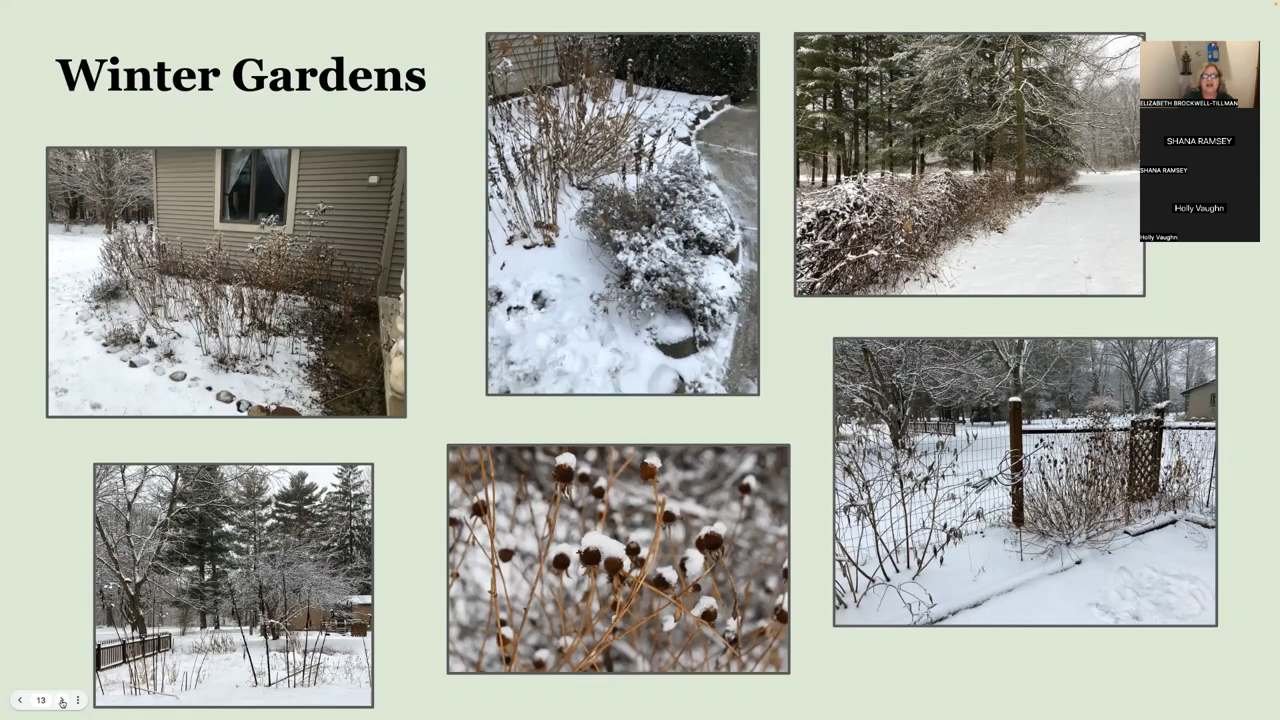 Winter Gardens
ELIZABETH BROCKWELL-TILLMAN
SHANA RAMSEY
SHANA RAMSEY
Holly Vaughn
Holly Vaughn
13